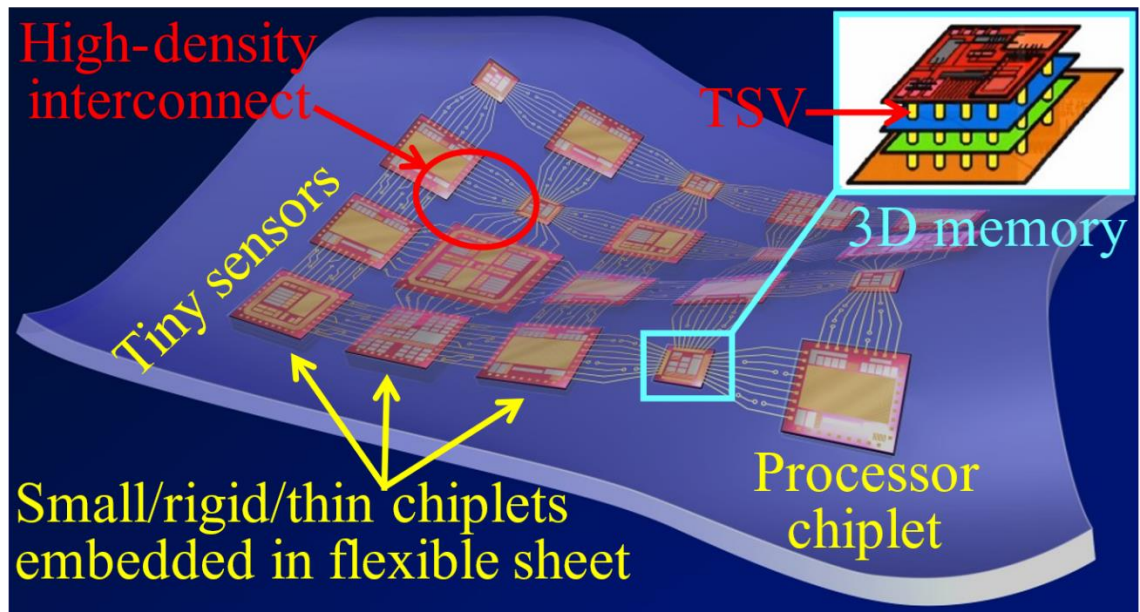 High-density
interconnect
TSV
3D memory
Tiny sensors
Small/rigid/thin chiplets
embedded in flexible sheet
Processor
chiplet